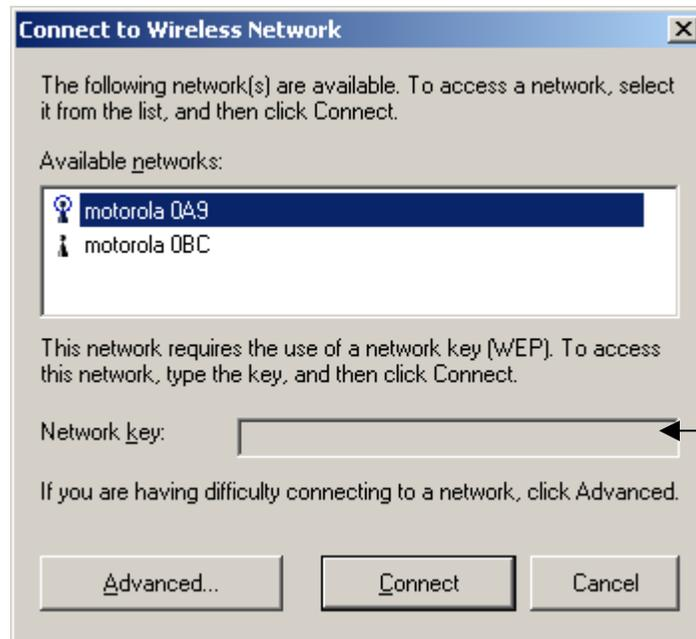 Connect to Wireless Network
The following network(s) are available. To access a network, select
it from the list, and then click Connect.
Available networks:
motorola 0A9
motorola 0BC
This network requires the use of a network key (WEP). To access
this network, type the key, and then click Connect.
Network key:
If you are having difficulty connecting to a network, click Advanced.
Advanced... Connect Cancel